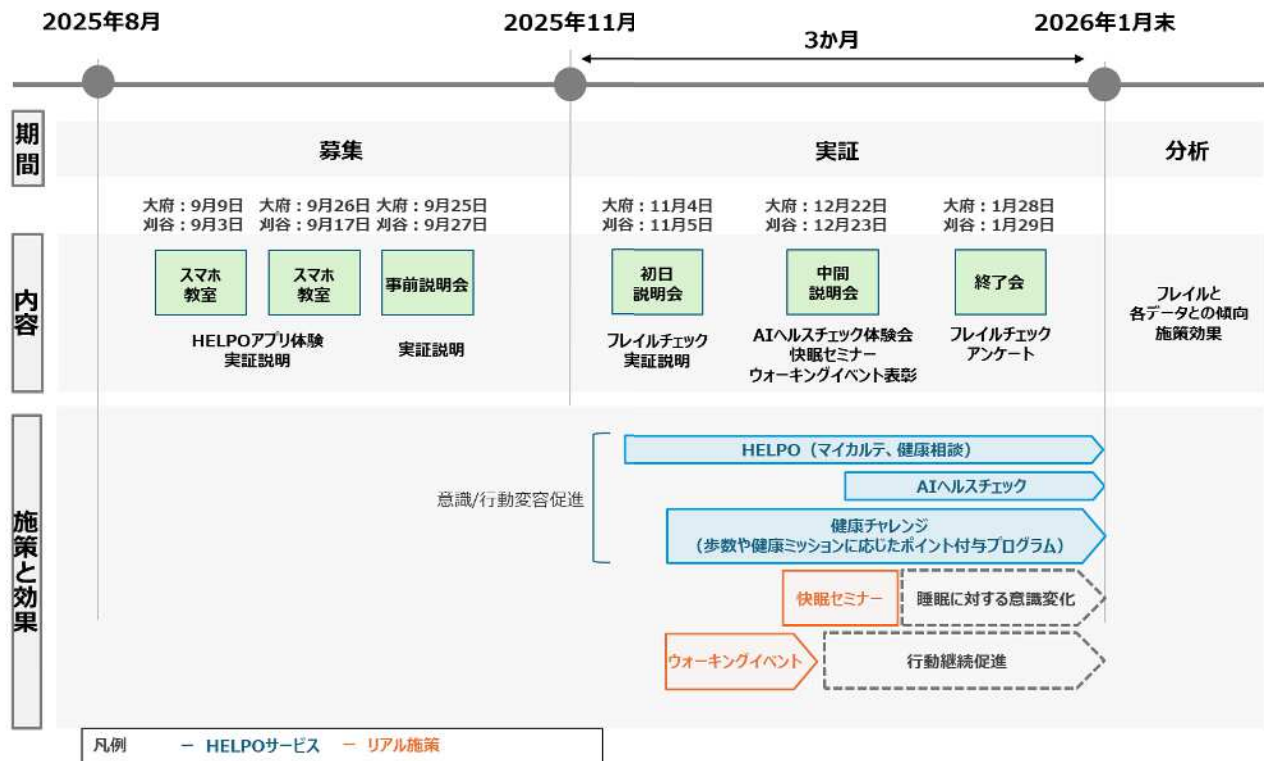 2025年8月
2025年11月
2026年1月末
3か月
期間
募集
実証
分析
大府：9月9日
刈谷：9月3日
大府：9月26日
刈谷：9月17日
大府：9月25日
刈谷：9月27日
大府：11月4日
刈谷：11月5日
大府：12月22日
刈谷：12月23日
大府：1月28日
刈谷：1月29日
内容
スマホ
教室
スマホ
教室
事前説明会
初日
説明会
中間
説明会
終了会
HELPOアプリ体験
実証説明
実証説明
フレイルチェック
実証説明
AIヘルスチェック体験会
快眠セミナー
ウォーキングイベント表彰
フレイルチェック
アンケート
フレイルと
各データとの傾向
施策効果
施策と効果
意識/行動変容促進
HELPO（マイカルテ、健康相談）
AIヘルスチェック
健康チャレンジ
（歩数や健康ミッションに応じたポイント付与プログラム）
快眠セミナー
睡眠に対する意識変化
ウォーキングイベント
行動継続促進
凡例
－ HELPOサービス
－ リアル施策